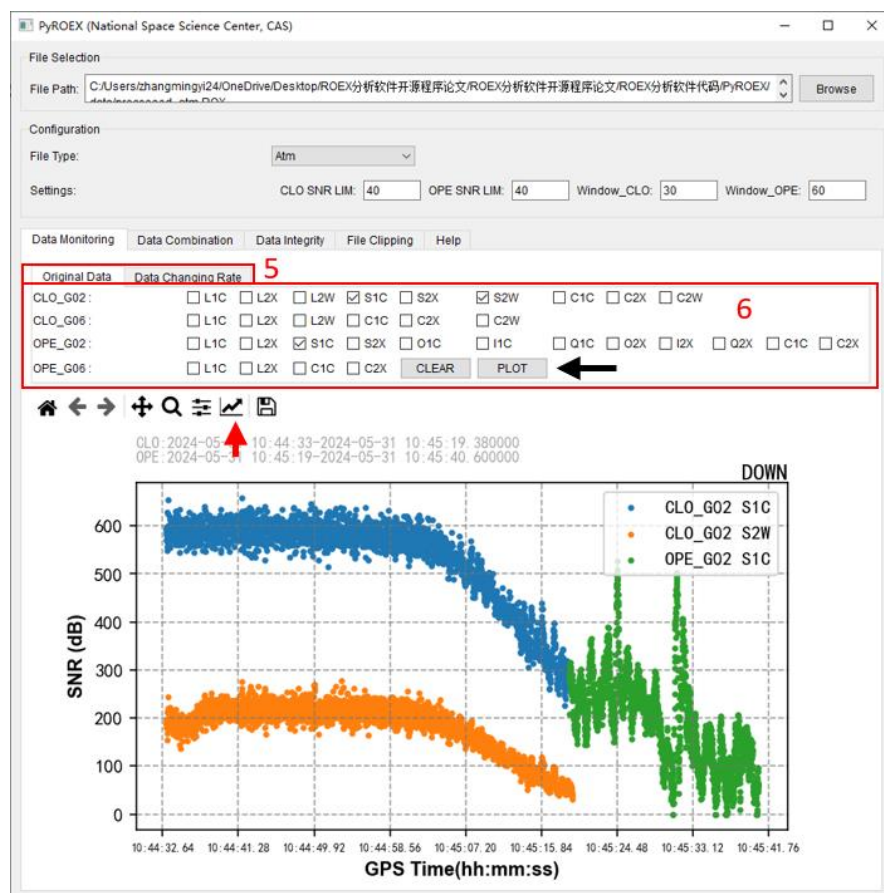 PyROEX (National Space Science Center, CAS)
File Selection
File Path: C:/Users/zhangmingyi24/OneDrive/Desktop/ROEX分析软件开源程序论文/ROEX分析软件开源程序论文/ROEX分析软件代码/PyROEX/
Browse
Configuration
File Type: Atm
Settings: CLO SNR LIM: 40 OPE SNR LIM: 40 Window_CLO: 30 Window_OPE: 60
Data Monitoring Data Combination Data Integrity File Clipping Help
Original Data Data Changing Rate 5
CLO_G02 : L1C L2X L2W S1C S2X S2W C1C C2X C2W 6
CLO_G06 : L1C L2X L2W C1C C2X C2W
OPE_G02 : L1C L2X S1C S2X O1C I1C Q1C O2X I2X Q2X C1C C2X
OPE_G06 : L1C L2X C1C C2X CLEAR PLOT
CLO:2024-05- 10:44:33-2024-05-31 10:45:19.380000
OPE:2024-05-31 10:45:19-2024-05-31 10:45:40.600000
DOWN
CLO_G02 S1C
CLO_G02 S2W
OPE_G02 S1C
600
500
400
300
200
100
0
SNR (dB)
10:44:32.64 10:44:41.28 10:44:49.92 10:44:58.56 10:45:07.20 10:45:15.84 10:45:24.48 10:45:33.12 10:45:41.76
GPS Time(hh:mm:ss)